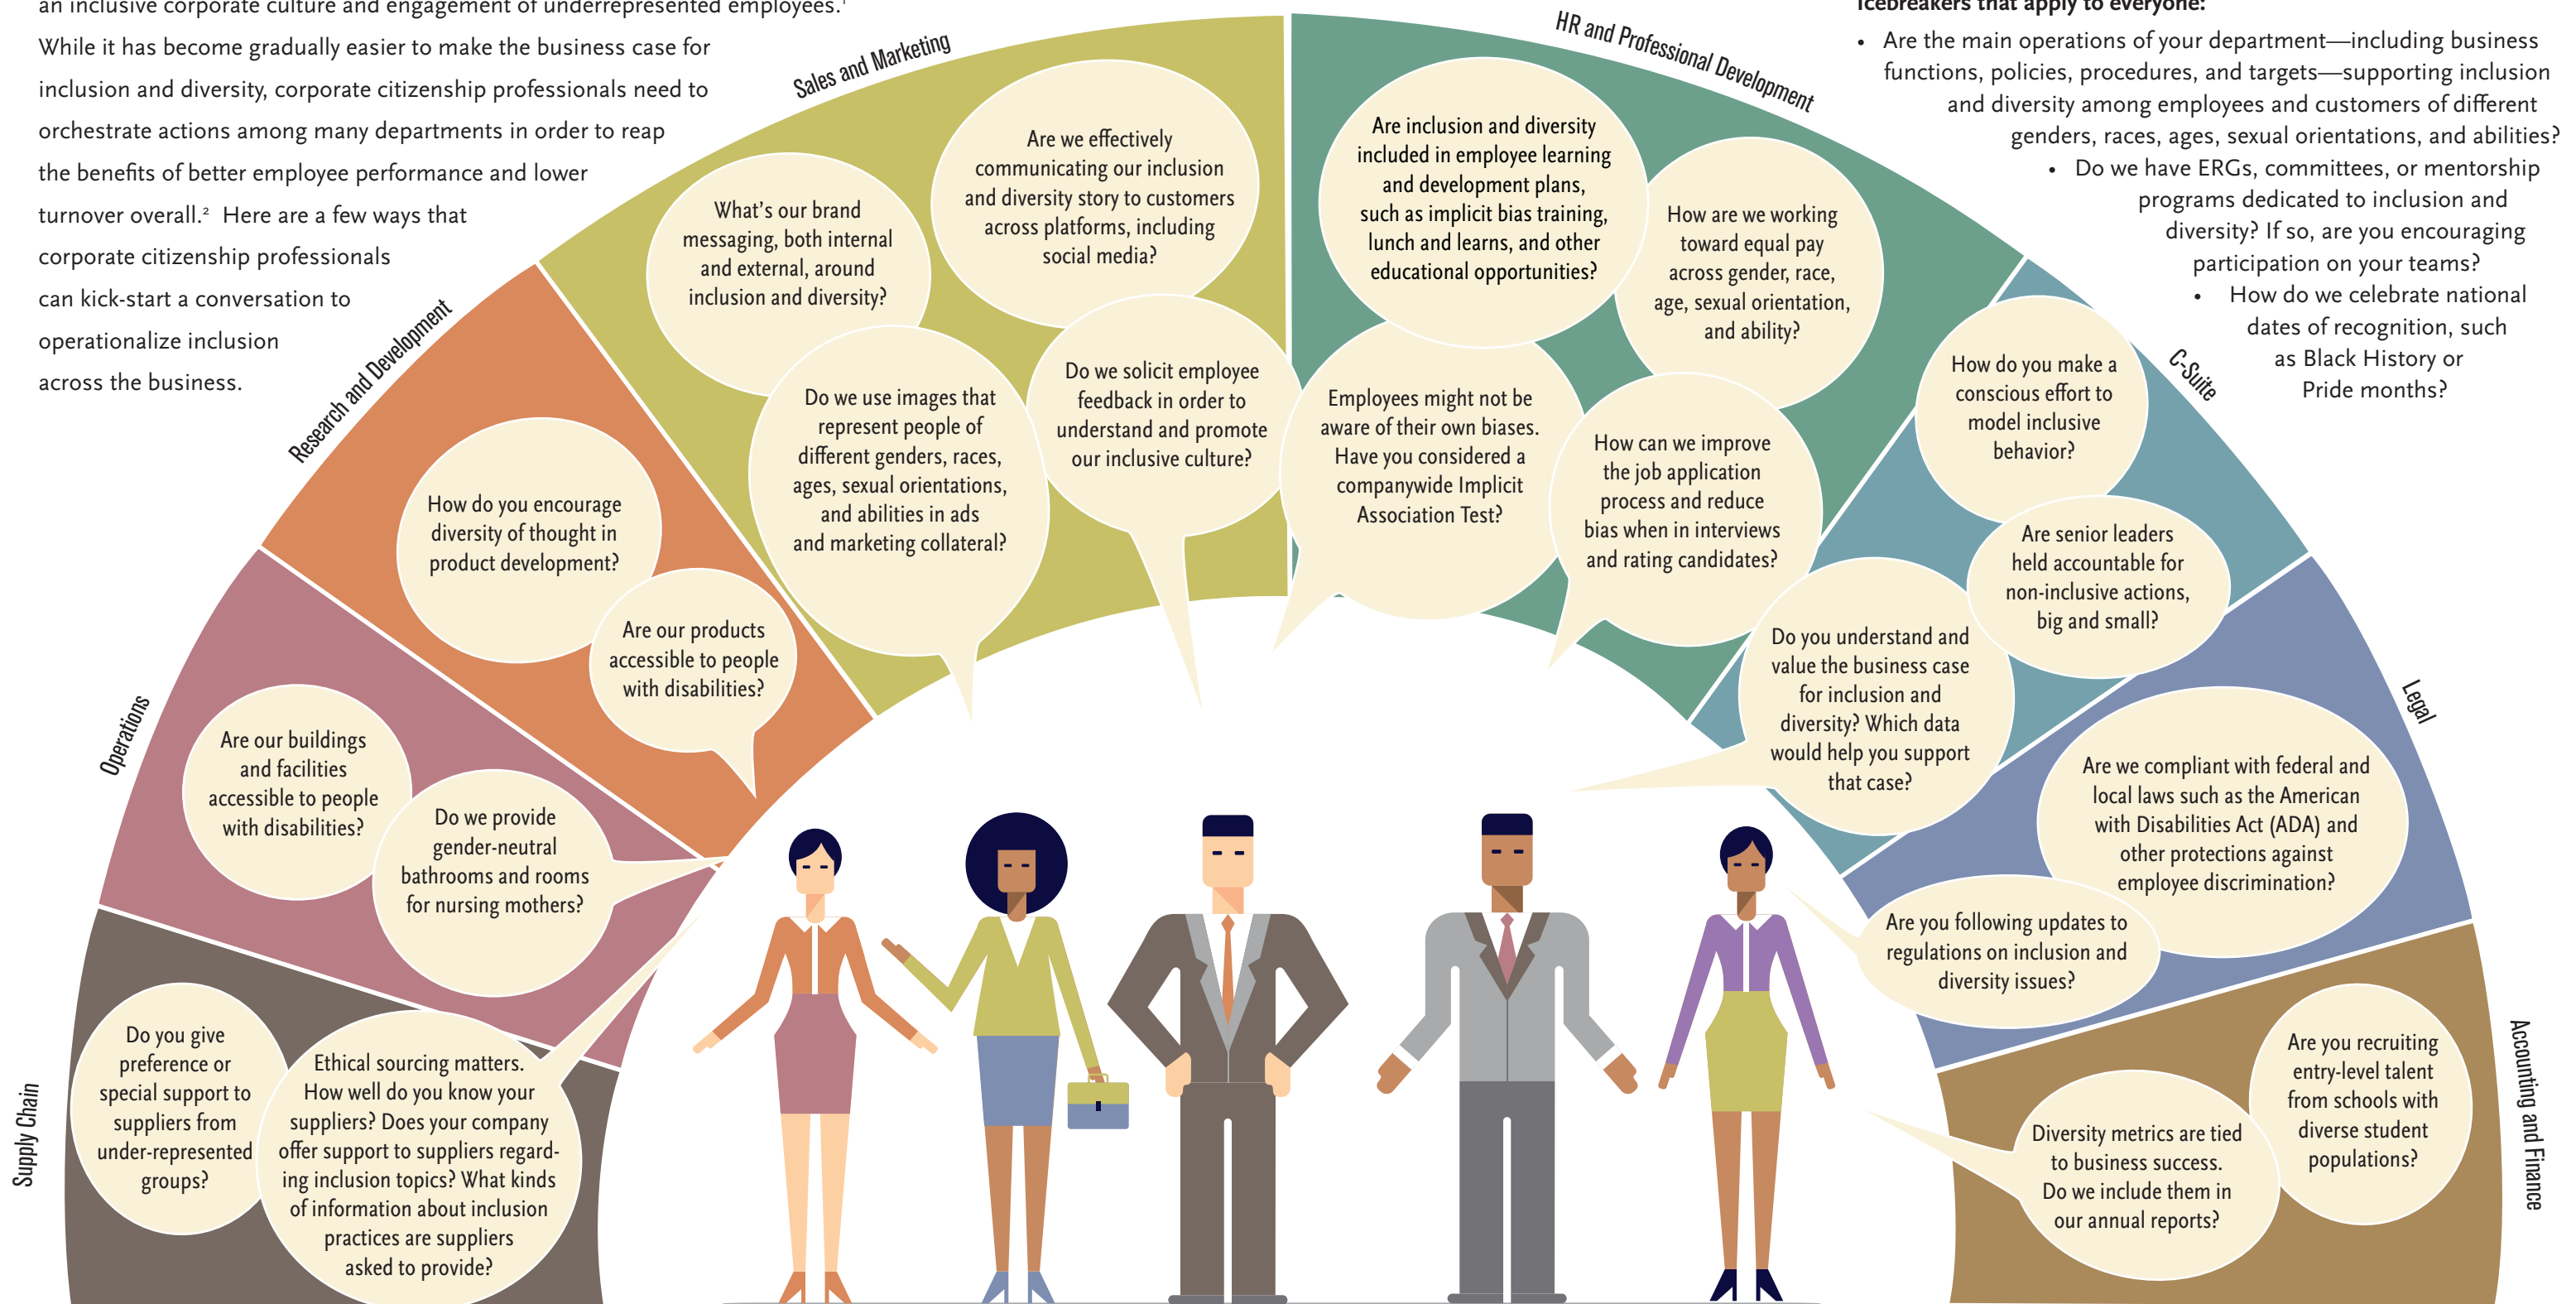 an inclusive corporate culture and engagement of underrepresented employees.¹
While it has become gradually easier to make the business case for
inclusion and diversity, corporate citizenship professionals need to
orchestrate actions among many departments in order to reap
the benefits of better employee performance and lower
turnover overall.² Here are a few ways that
corporate citizenship professionals
can kick-start a conversation to
operationalize inclusion
across the business.
Supply Chain
Do you give
preference or
special support to
suppliers from
under-represented
groups?
Ethical sourcing matters.
How well do you know your
suppliers? Does your company
offer support to suppliers regard-
ing inclusion topics? What kinds
of information about inclusion
practices are suppliers
asked to provide?
Operations
Are our buildings
and facilities
accessible to people
with disabilities?
Do we provide
gender-neutral
bathrooms and rooms
for nursing mothers?
Research and Development
How do you encourage
diversity of thought in
product development?
Are our products
accessible to people
with disabilities?
Sales and Marketing
What's our brand
messaging, both internal
and external, around
inclusion and diversity?
Are we effectively
communicating our inclusion
and diversity story to customers
across platforms, including
social media?
Do we use images that
represent people of
different genders, races,
ages, sexual orientations,
and abilities in ads
and marketing collateral?
Do we solicit employee
feedback in order to
understand and promote
our inclusive culture?
HR and Professional Development
Are inclusion and diversity
included in employee learning
and development plans,
such as implicit bias training,
lunch and learns, and other
educational opportunities?
How are we working
toward equal pay
across gender, race,
age, sexual orientation,
and ability?
Employees might not be
aware of their own biases.
Have you considered a
companywide Implicit
Association Test?
How can we improve
the job application
process and reduce
bias when in interviews
and rating candidates?
C-Suite
How do you make a
conscious effort to
model inclusive
behavior?
Are senior leaders
held accountable for
non-inclusive actions,
big and small?
Do you understand and
value the business case
for inclusion and
diversity? Which data
would help you support
that case?
Legal
Are we compliant with federal and
local laws such as the American
with Disabilities Act (ADA) and
other protections against
employee discrimination?
Are you following updates to
regulations on inclusion and
diversity issues?
Accounting and Finance
Are you recruiting
entry-level talent
from schools with
diverse student
populations?
Diversity metrics are tied
to business success.
Do we include them in
our annual reports?
Icebreakers that apply to everyone:
• Are the main operations of your department—including business
functions, policies, procedures, and targets—supporting inclusion
and diversity among employees and customers of different
genders, races, ages, sexual orientations, and abilities?
• Do we have ERGs, committees, or mentorship
programs dedicated to inclusion and
diversity? If so, are you encouraging
participation on your teams?
• How do we celebrate national
dates of recognition, such
as Black History or
Pride months?